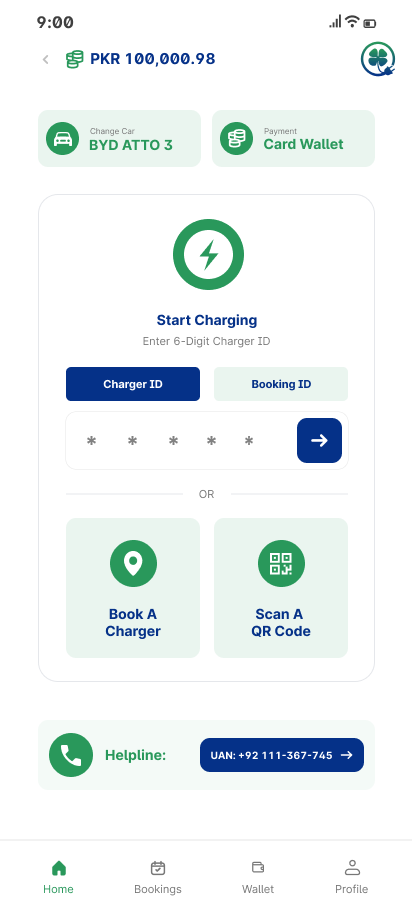 9:00
PKR 100,000.98
Change Car
BYD ATTO 3
Payment
Card Wallet
Start Charging
Enter 6-Digit Charger ID
Charger ID
Booking ID
* * * * *
OR
Book A
Charger
Scan A
QR Code
Helpline:
UAN: +92 111-367-745
Home
Bookings
Wallet
Profile